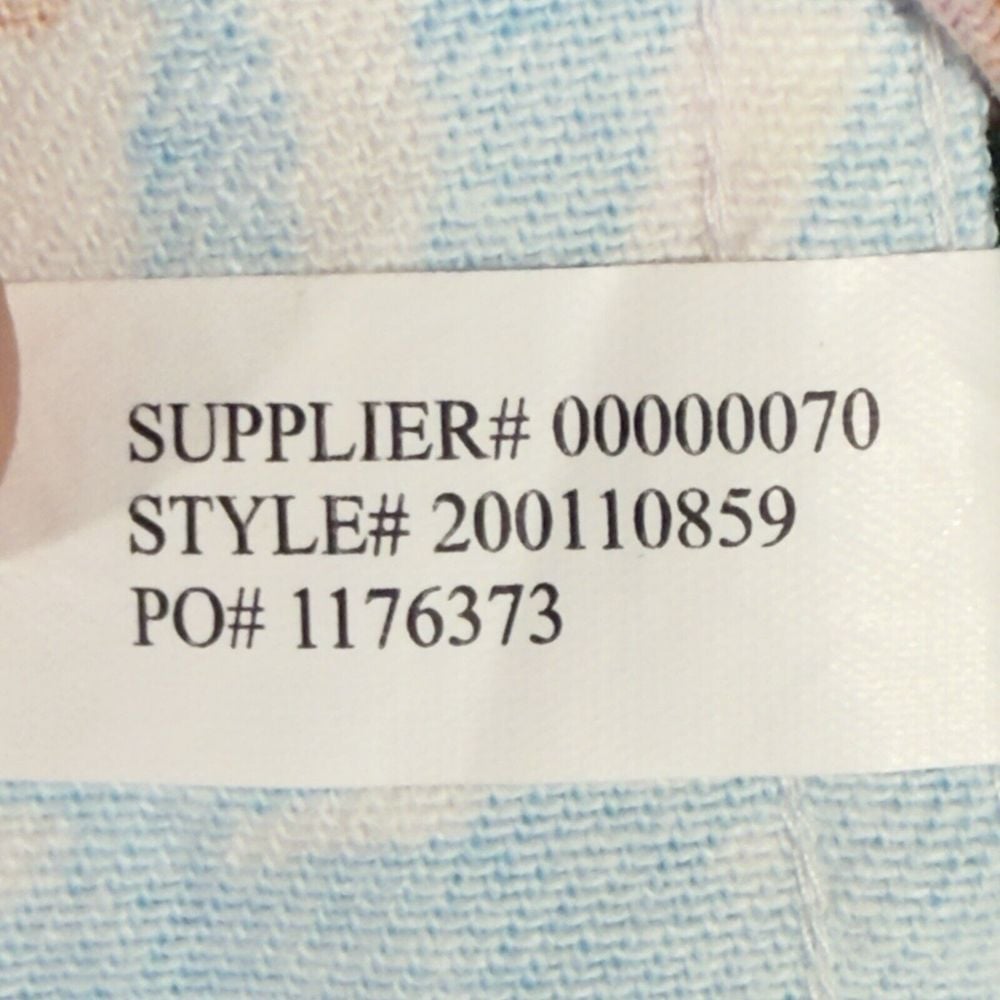 SUPPLIER# 00000070
STYLE# 200110859
PO# 1176373